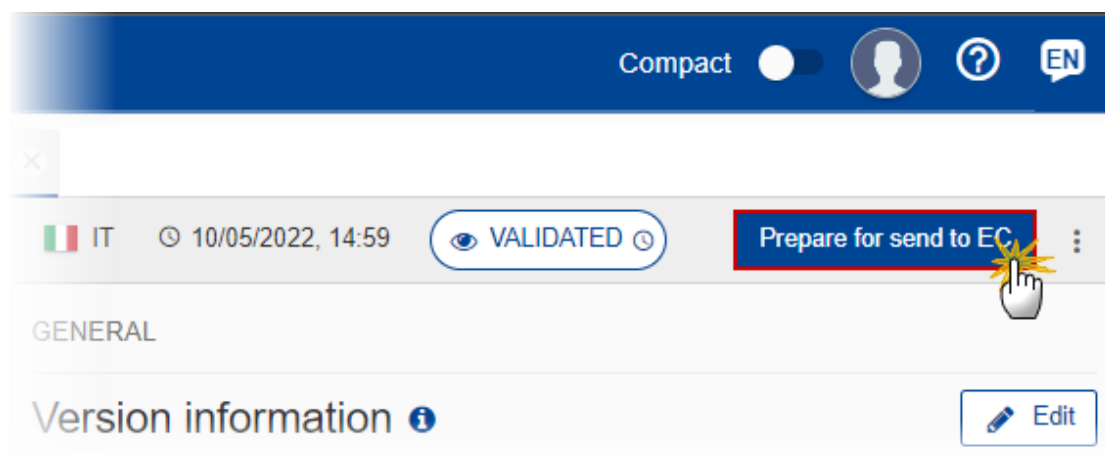 Compact EN
IT 10/05/2022, 14:59 VALIDATED Prepare for send to EC
GENERAL
Version information Edit